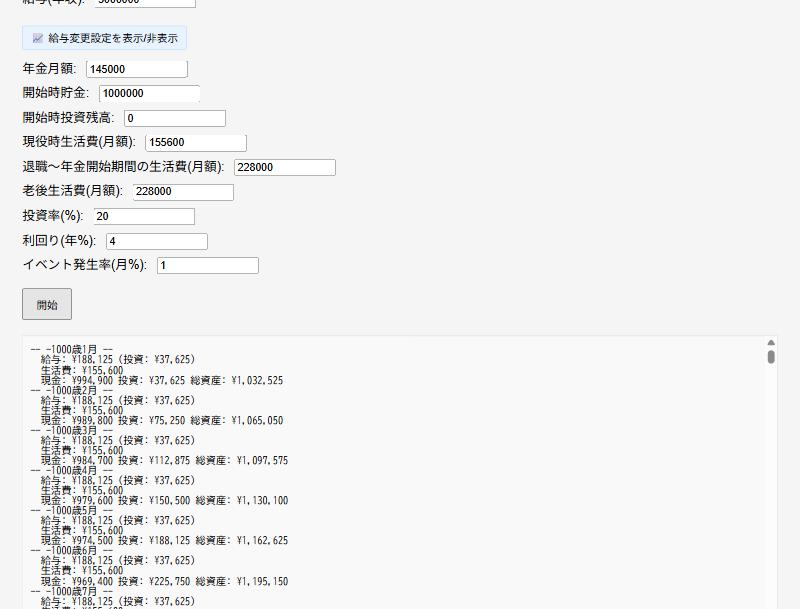 給与(年収): 3000000
給与変更設定を表示/非表示
年金月額: 145000
開始時貯金: 1000000
開始時投資残高: 0
現役時生活費(月額): 155600
退職～年金開始期間の生活費(月額): 228000
老後生活費(月額): 228000
投資率(%): 20
利回り(年%): 4
イベント発生率(月%): 1
開始
-- -1000歳1月 --
給与: ¥188,125（投資: ¥37,625）
生活費: ¥155,600
現金: ¥994,900 投資: ¥37,625 総資産: ¥1,032,525
-- -1000歳2月 --
給与: ¥188,125（投資: ¥37,625）
生活費: ¥155,600
現金: ¥989,800 投資: ¥75,250 総資産: ¥1,065,050
-- -1000歳3月 --
給与: ¥188,125（投資: ¥37,625）
生活費: ¥155,600
現金: ¥984,700 投資: ¥112,875 総資産: ¥1,097,575
-- -1000歳4月 --
給与: ¥188,125（投資: ¥37,625）
生活費: ¥155,600
現金: ¥979,600 投資: ¥150,500 総資産: ¥1,130,100
-- -1000歳5月 --
給与: ¥188,125（投資: ¥37,625）
生活費: ¥155,600
現金: ¥974,500 投資: ¥188,125 総資産: ¥1,162,625
-- -1000歳6月 --
給与: ¥188,125（投資: ¥37,625）
生活費: ¥155,600
現金: ¥969,400 投資: ¥225,750 総資産: ¥1,195,150
-- -1000歳7月 --
給与: ¥188,125（投資: ¥37,625）
生活費: ¥155,600